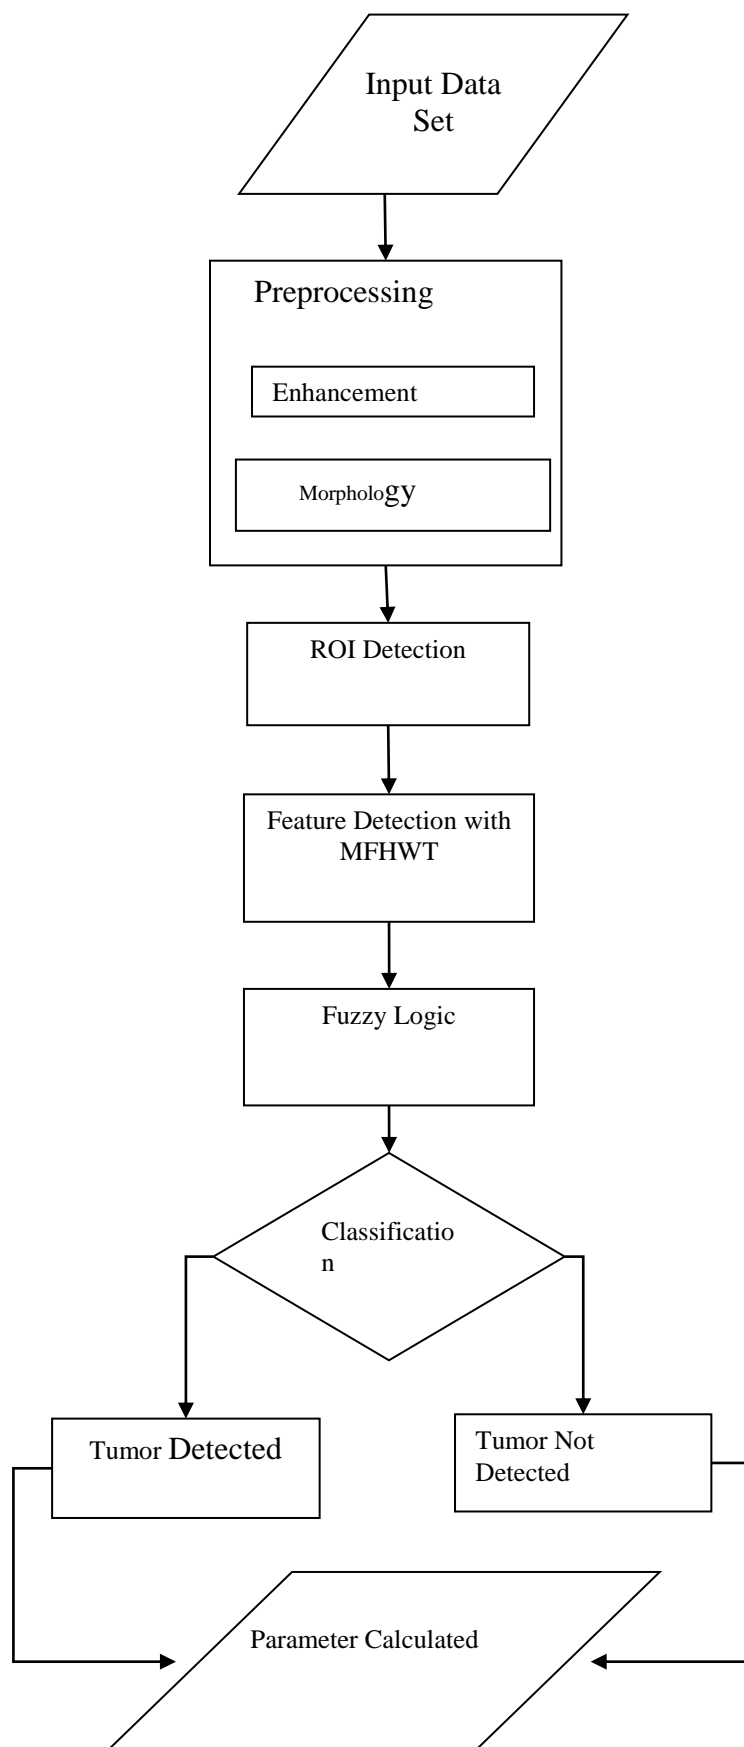 Input Data
Set
Preprocessing
Enhancement
Morphology
ROI Detection
Feature Detection with
MFHWT
Fuzzy Logic
Classificatio
n
Tumor Detected
Tumor Not
Detected
Parameter Calculated